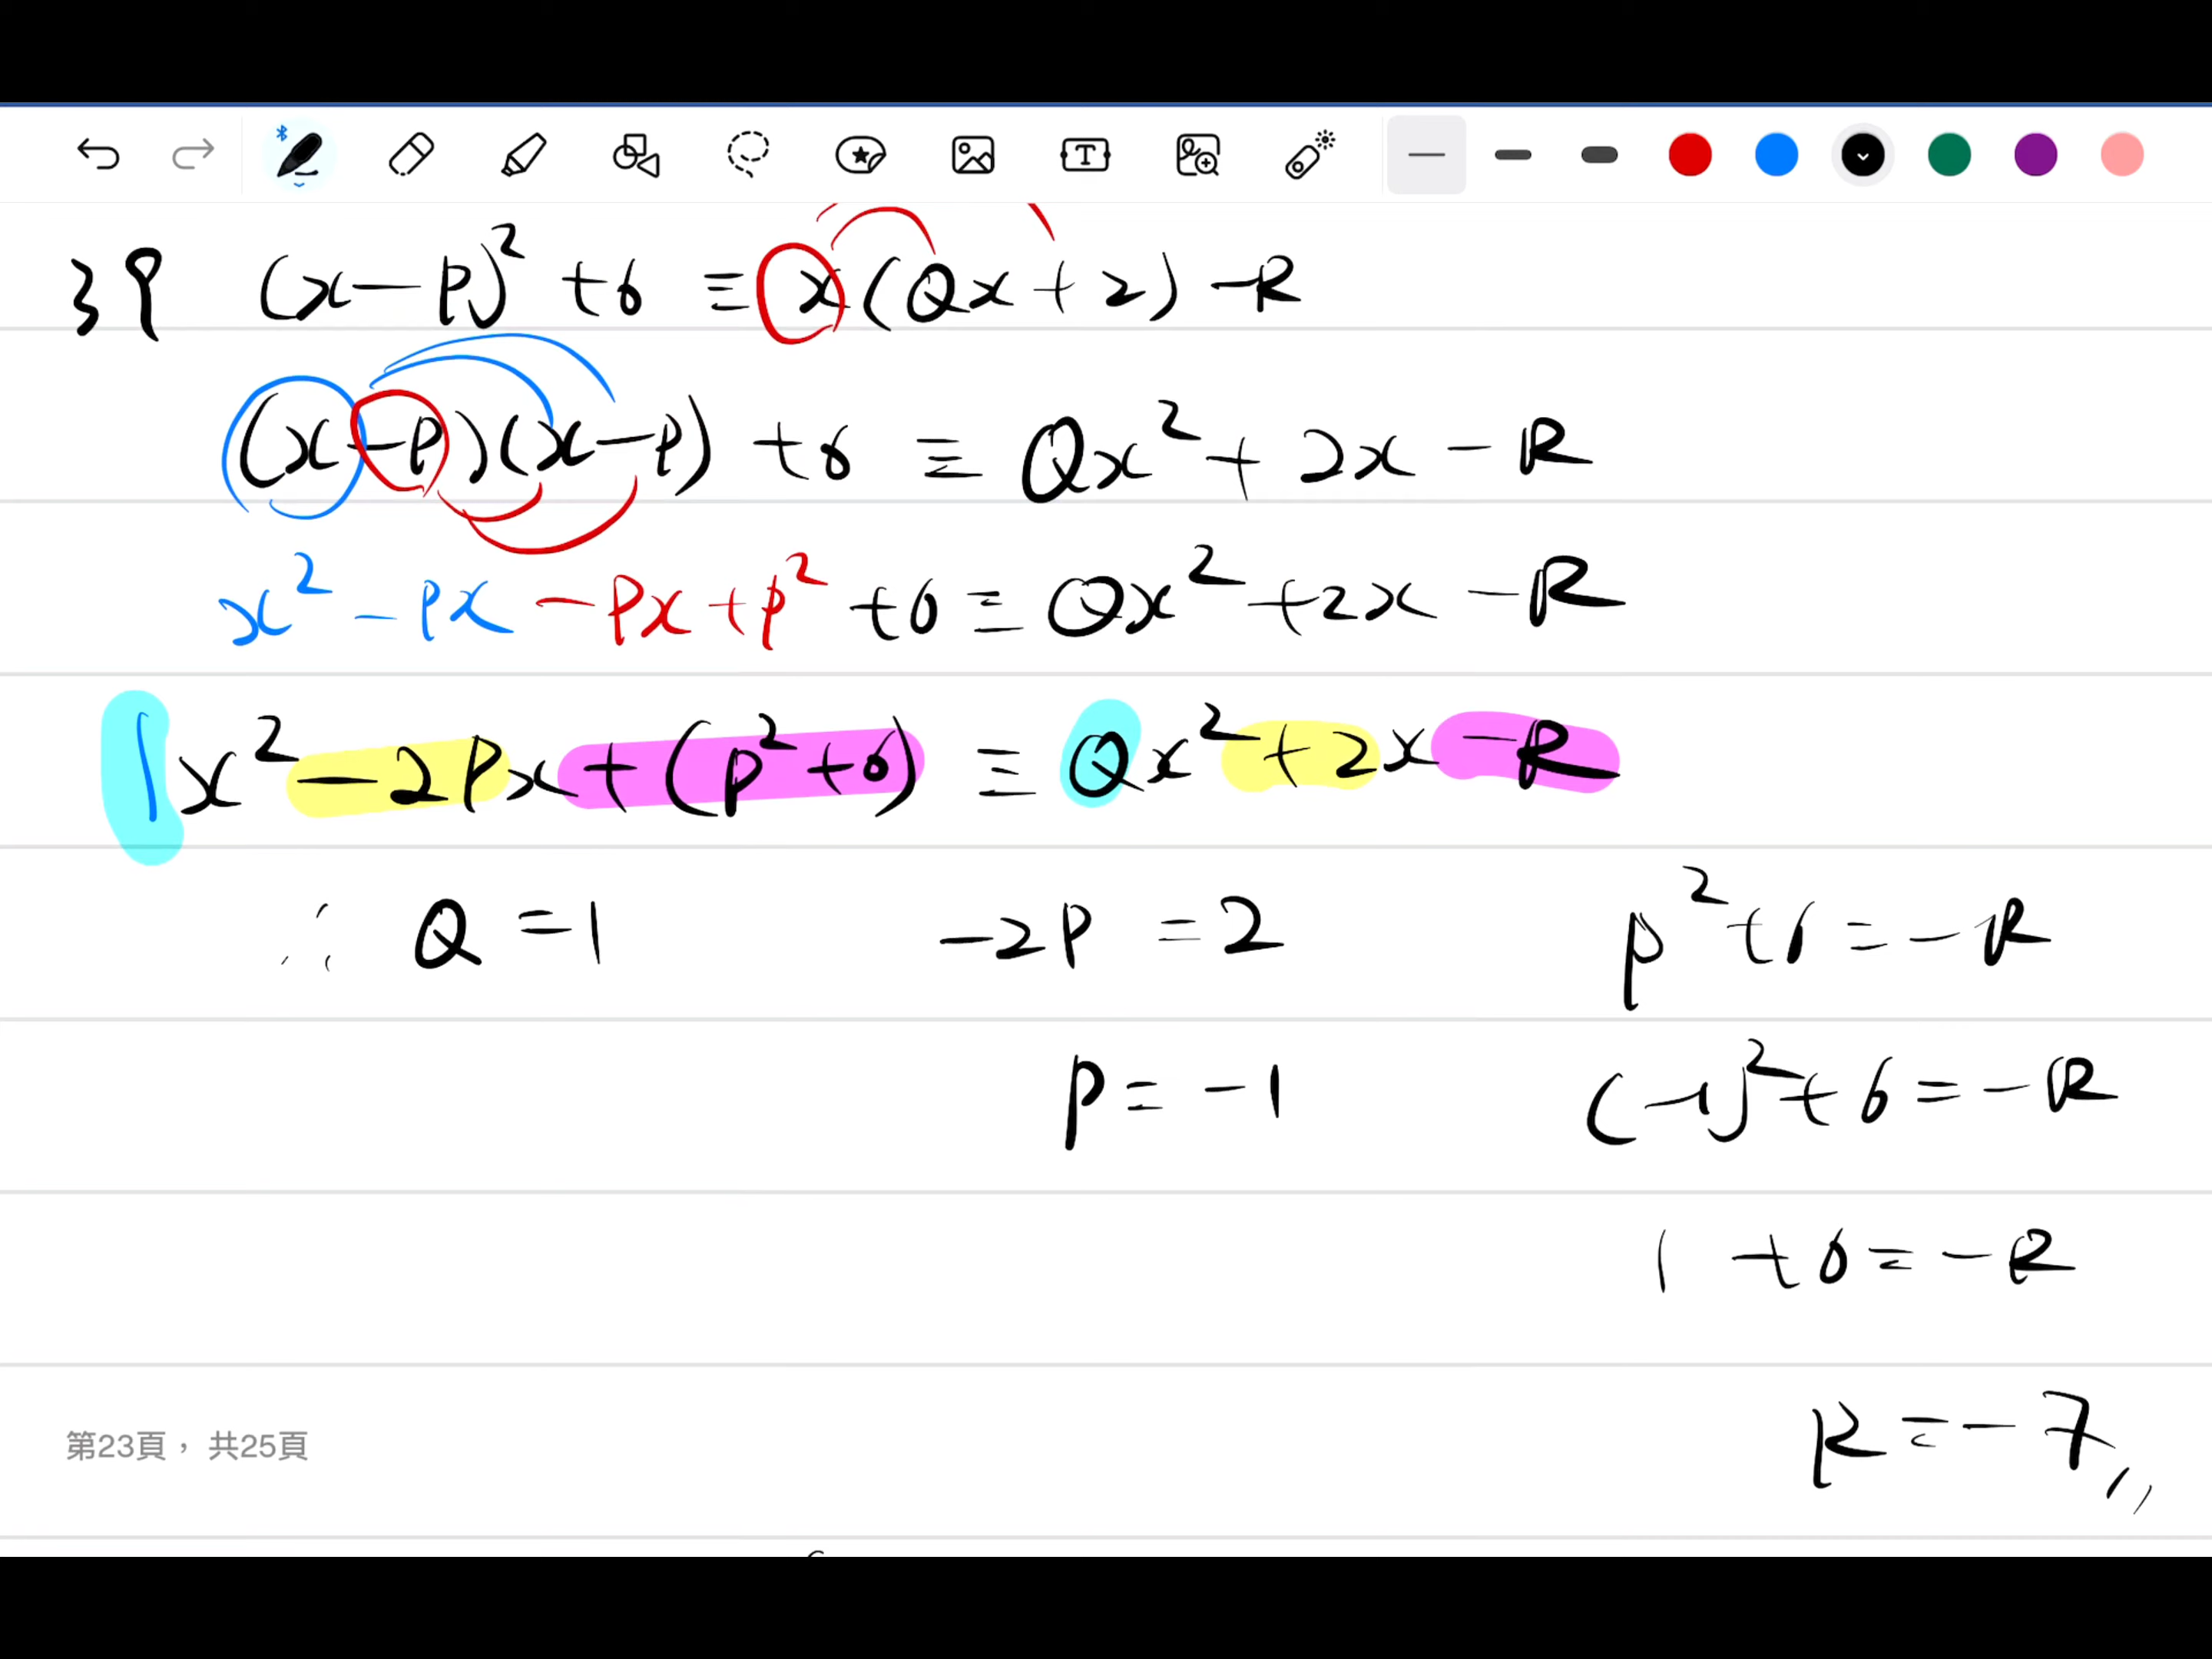 39 (x-p)² +6 ≡ x(Qx+2)-R
(x-p)(x-p)+6 ≡ Qx²+2x-R
x²-px-px+p²+6 ≡ Qx²+2x-R
1x²-2px+(p²+6) ≡ Qx²+2x-R
∴ Q=1 -2p=2 p²+6=-R
p=-1 (-1)²+6=-R
1+6=-R
第23頁，共25頁 R=-7